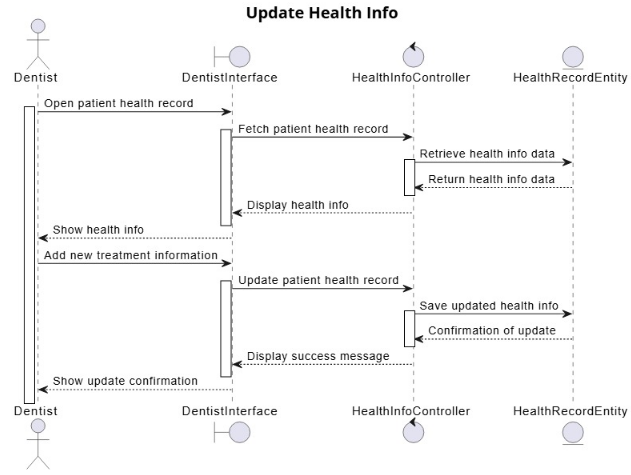 Update Health Info
Dentist DentistInterface HealthInfoController HealthRecordEntity
Open patient health record
Fetch patient health record
Retrieve health info data
Return health info data
Display health info
Show health info
Add new treatment information
Update patient health record
Save updated health info
Confirmation of update
Display success message
Show update confirmation
Dentist DentistInterface HealthInfoController HealthRecordEntity